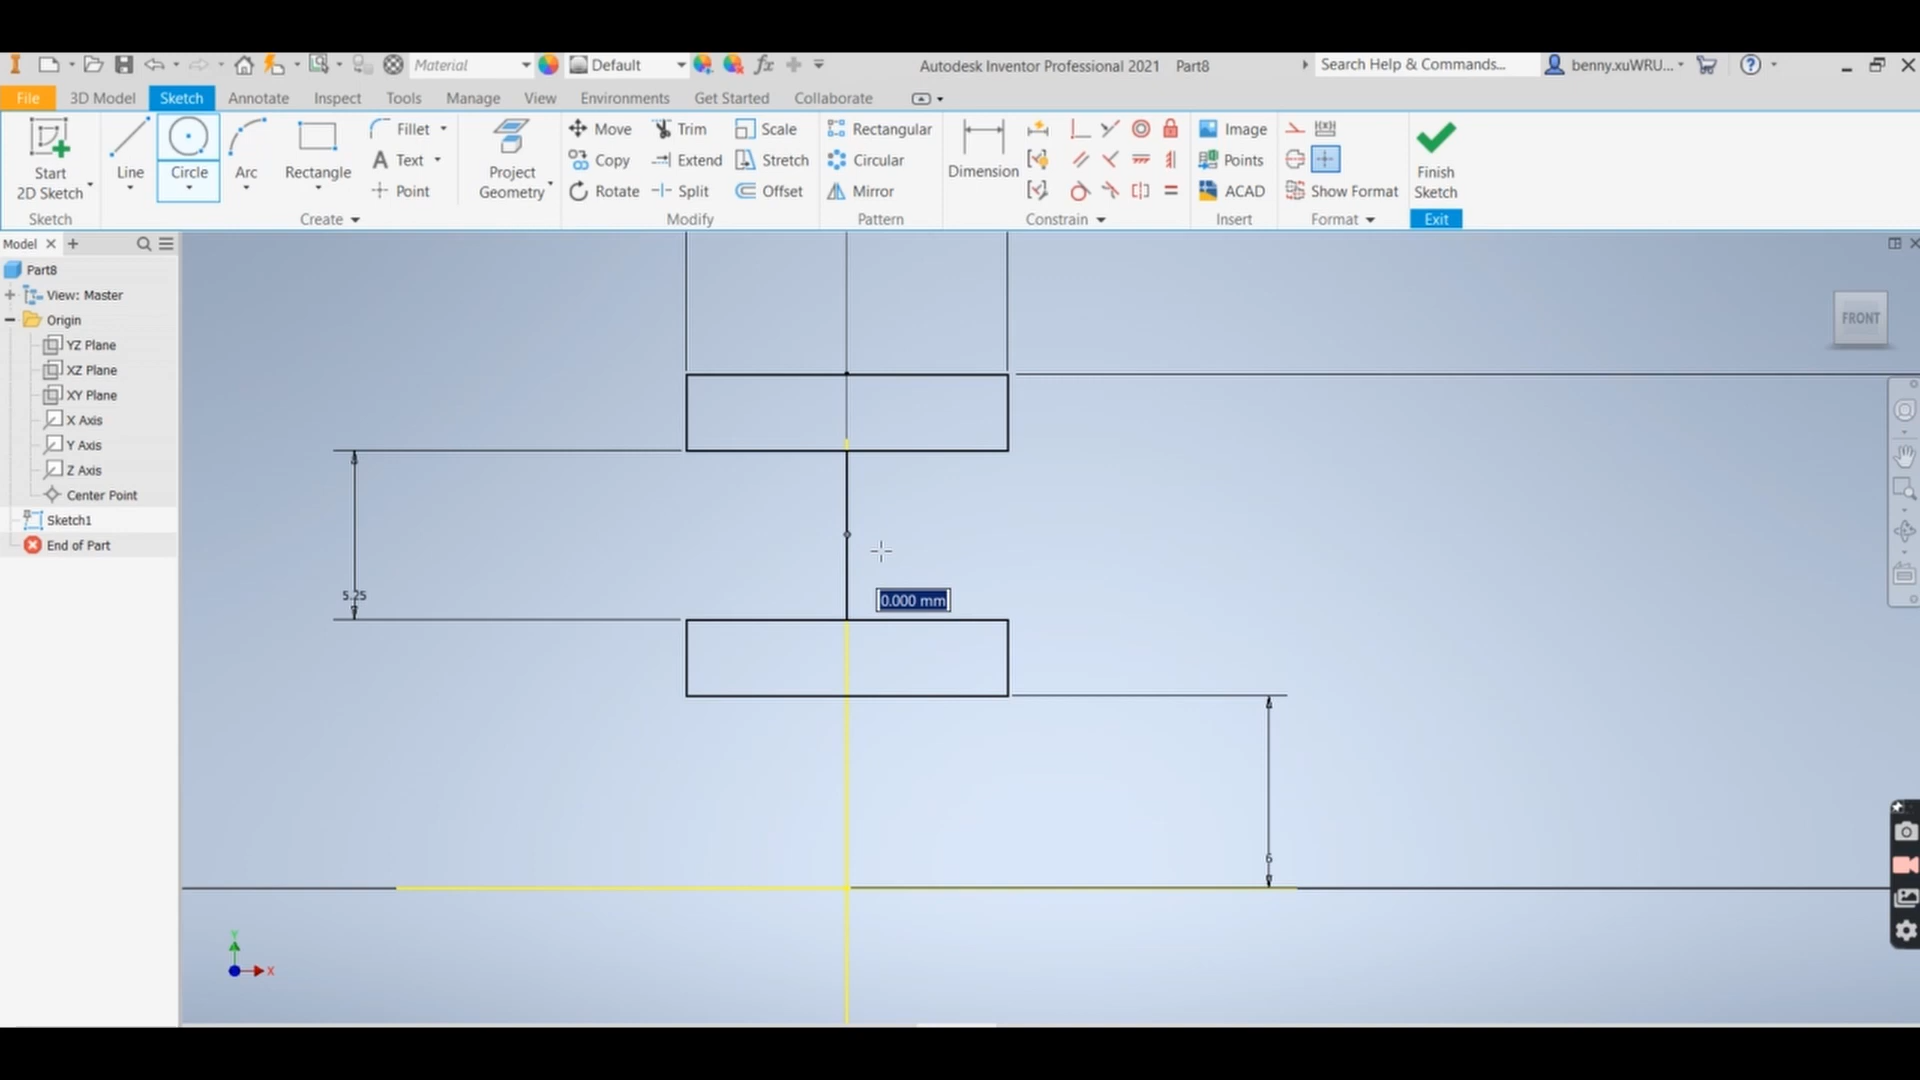 Material
Default
Autodesk Inventor Professional 2021 Part8
Search Help & Commands...
benny.xuWRU...
File 3D Model Sketch Annotate Inspect Tools Manage View Environments Get Started Collaborate
Start
2D Sketch
Line
Circle
Arc
Rectangle
Fillet
Text
Point
Project
Geometry
Move
Copy
Rotate
Trim
Extend
Split
Scale
Stretch
Offset
Rectangular
Circular
Mirror
Dimension
Image
Points
ACAD
Show Format
Finish
Sketch
Sketch Create Modify Pattern Constrain Insert Format Exit
Model
Part8
View: Master
Origin
YZ Plane
XZ Plane
XY Plane
X Axis
Y Axis
Z Axis
Center Point
Sketch1
End of Part
FRONT
5.25
0.000 mm
6
Y
X